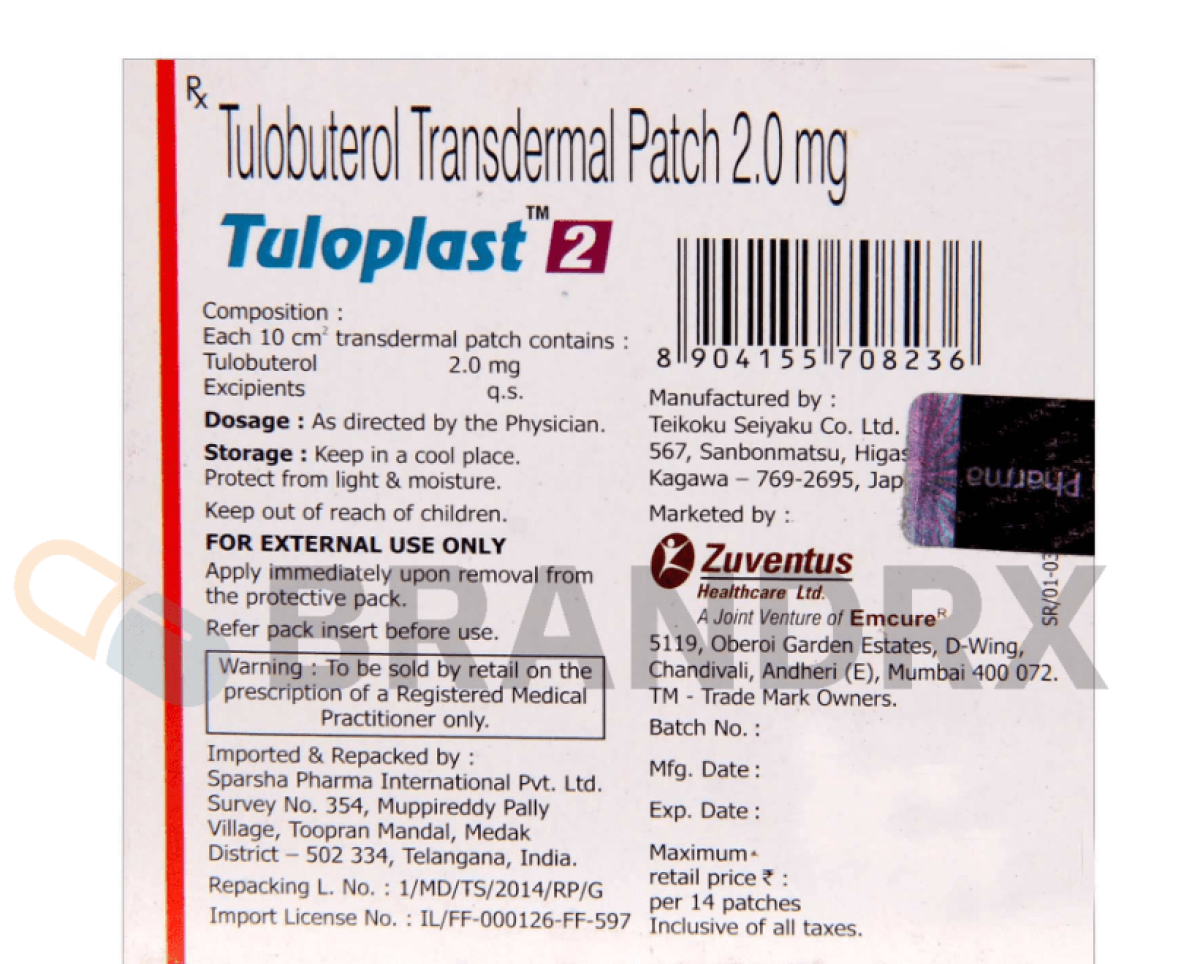 Rx
Tulobuterol Transdermal Patch 2.0 mg
Tuloplast™ 2
Composition :
Each 10 cm² transdermal patch contains :
Tulobuterol 2.0 mg
Excipients q.s.
Dosage : As directed by the Physician.
Storage : Keep in a cool place.
Protect from light & moisture.
Keep out of reach of children.
FOR EXTERNAL USE ONLY
Apply immediately upon removal from
the protective pack.
Refer pack insert before use.
Warning : To be sold by retail on the
prescription of a Registered Medical
Practitioner only.
Imported & Repacked by :
Sparsha Pharma International Pvt. Ltd.
Survey No. 354, Muppireddy Pally
Village, Toopran Mandal, Medak
District – 502 334, Telangana, India.
Repacking L. No. : 1/MD/TS/2014/RP/G
Import License No. : IL/FF-000126-FF-597
8 904155 708236
Manufactured by :
Teikoku Seiyaku Co. Ltd.
567, Sanbonmatsu, Higas
Kagawa – 769-2695, Jap
Pharma
Marketed by :
Zuventus
Healthcare Ltd.
A Joint Venture of Emcure®
5119, Oberoi Garden Estates, D-Wing,
Chandivali, Andheri (E), Mumbai 400 072.
TM - Trade Mark Owners.
Batch No. :
Mfg. Date :
Exp. Date :
Maximum
retail price ₹ :
per 14 patches
Inclusive of all taxes.
SR/01-03
BRANDRX